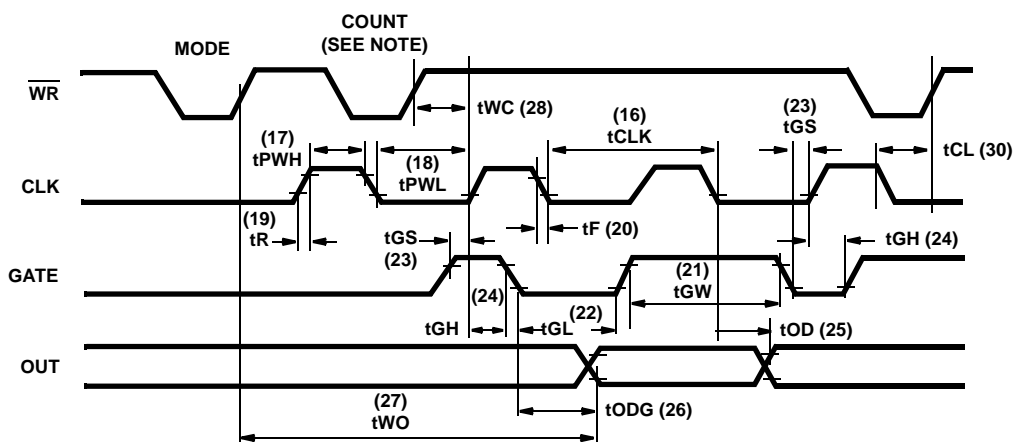 COUNT
(SEE NOTE)
MODE
WR
tWC (28)
(16)
tCLK
(23)
tGS
tCL (30)
(17)
tPWH
(18)
tPWL
CLK
(19)
tR
tGS
(23)
tF (20)
tGH (24)
GATE
(24)
tGH
(22)
tGL
(21)
tGW
tOD (25)
OUT
(27)
tWO
tODG (26)